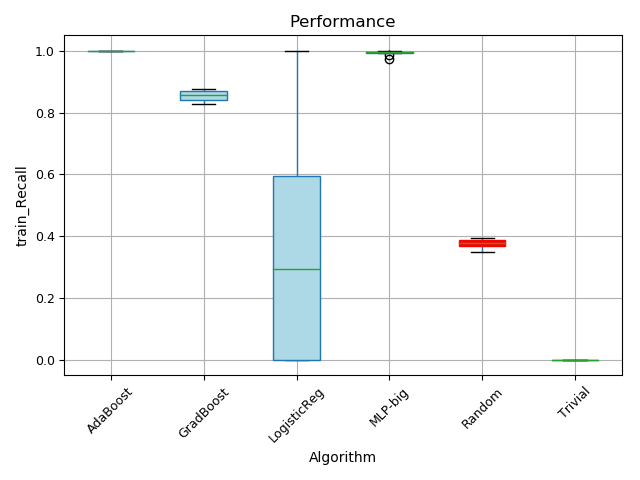 Performance
train_Recall
1.0
0.8
0.6
0.4
0.2
0.0
AdaBoost
GradBoost
LogisticReg
MLP-big
Random
Trivial
Algorithm